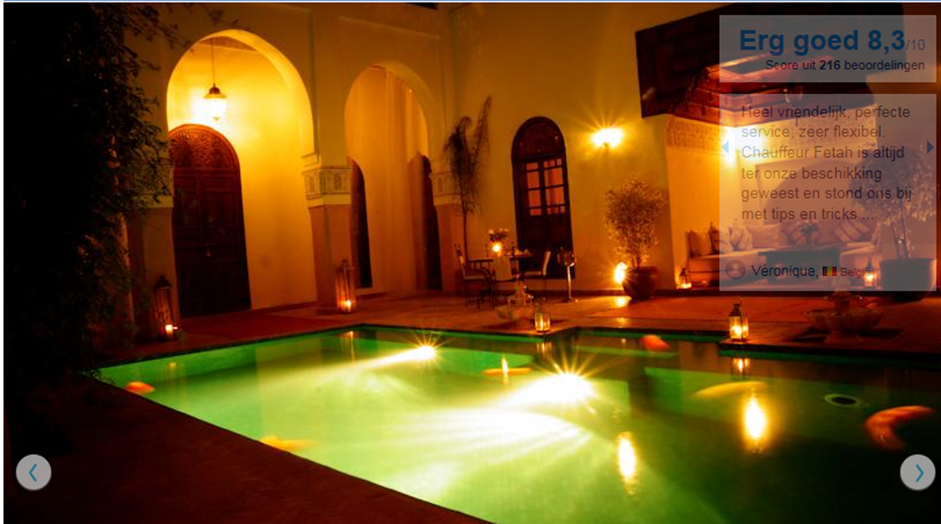 Erg goed 8,3/10
Score uit 216 beoordelingen
Heel vriendelijk, perfecte
service, zeer flexibel.
Chauffeur Fetah is altijd
ter onze beschikking
geweest en stond ons bij
met tips en tricks ...
Véronique,